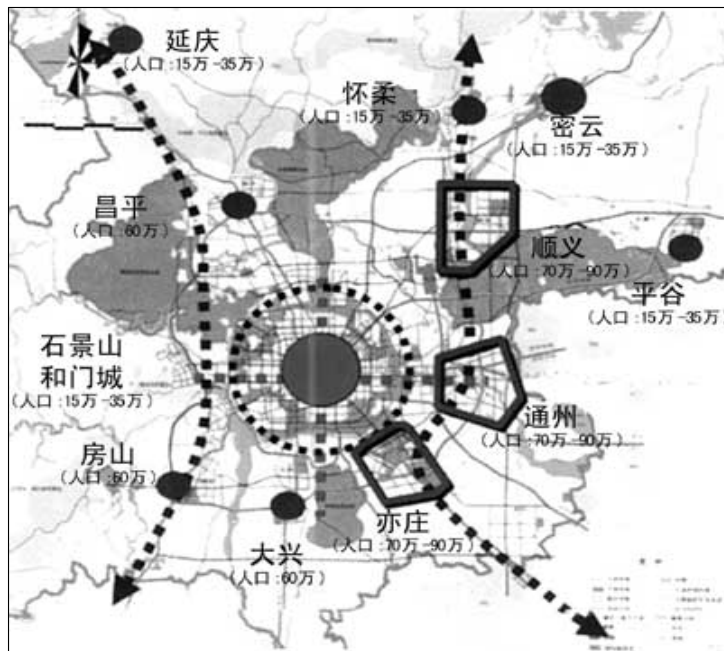 延庆
(人口:15万-35万)
怀柔
(人口:15万-35万)
密云
(人口:15万-35万)
昌平
(人口:60万)
顺义
(人口:70万-90万)
平谷
(人口:15万-35万)
石景山
和门城
(人口:15万-35万)
通州
(人口:70万-90万)
房山
(人口:60万)
亦庄
(人口:70万-90万)
大兴
(人口:60万)